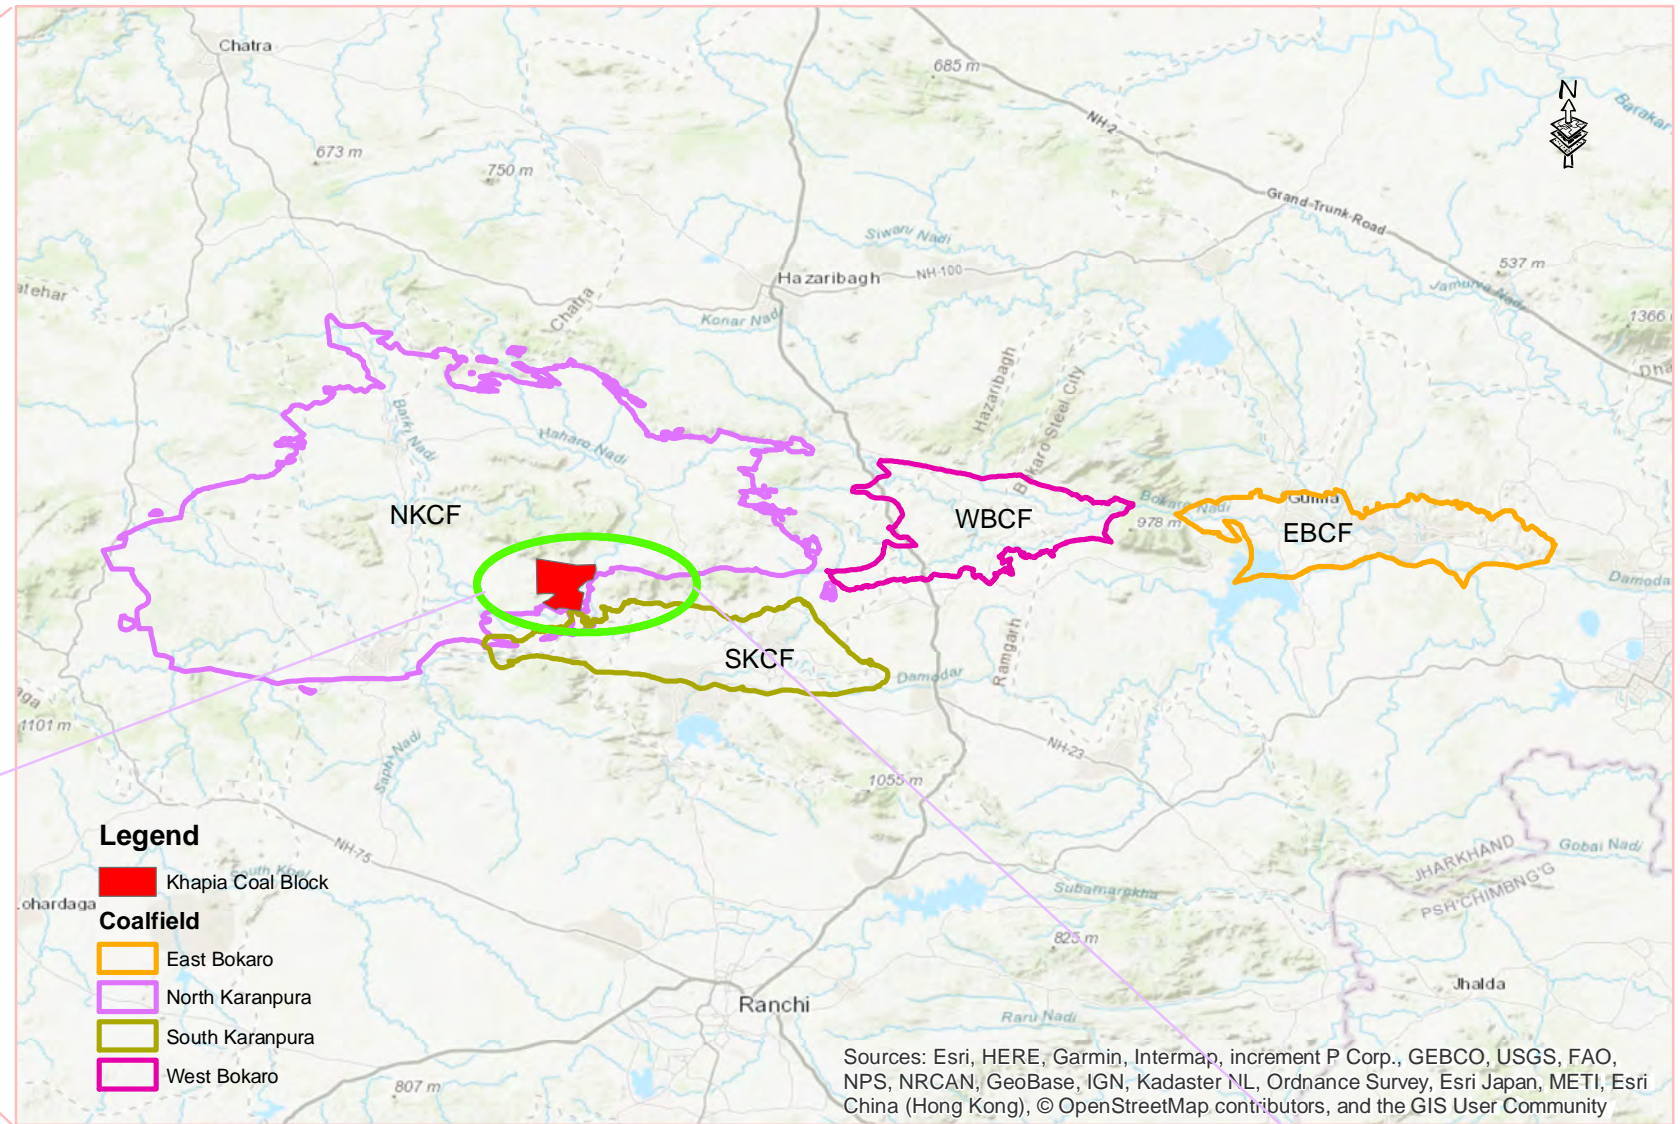 Chatra
685 m
N
Barakar
NH-2
673 m
750 m
Grand-Trunk-Road
Siwani Nadi
537 m
Hazaribagh
NH-100
atehar
Jamunia Nadi
Chatra
Konar Nadi
1366
Dha
Hazaribagh
Bokaro Steel City
Barki Nadi
Haharo Nadi
NKCF
WBCF
Bokaro Nadi
978 m
Gumia
EBCF
Damoda
Ramgarh
SKCF
Damodar
aga
1101 m
Saphi Nadi
NH-23
1055 m
Legend
NH-75
JHARKHAND
Gobai Nadi
PSH'CHIMBNG'G
Khapia Coal Block
Subarnarekha
ohardaga
Coalfield
825 m
East Bokaro
Jhalda
North Karanpura
Ranchi
Raru Nadi
South Karanpura
West Bokaro
807 m
Sources: Esri, HERE, Garmin, Intermap, increment P Corp., GEBCO, USGS, FAO,
NPS, NRCAN, GeoBase, IGN, Kadaster NL, Ordnance Survey, Esri Japan, METI, Esri
China (Hong Kong), © OpenStreetMap contributors, and the GIS User Community